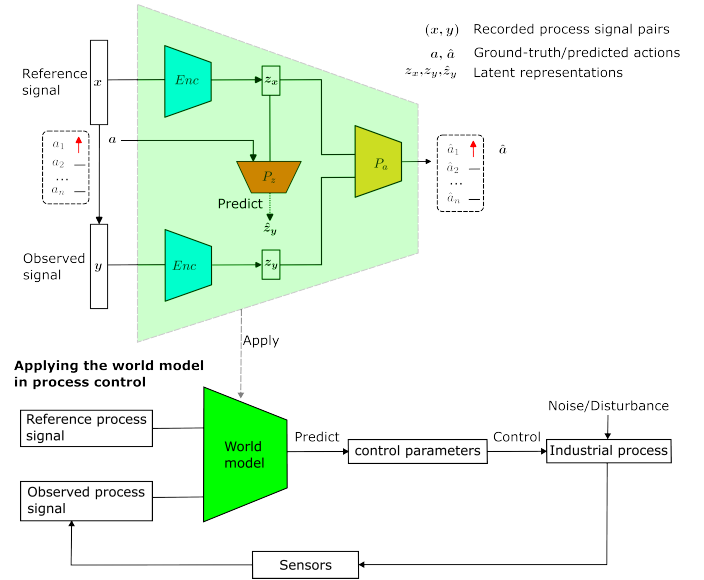 (x, y) Recorded process signal pairs
a, â Ground-truth/predicted actions
z_x, z_y, ẑ_y Latent representations
Reference
signal
x
Enc
z_x
a
a_1
a_2
...
a_n
P_z
Predict
ẑ_y
P_a
â_1
â_2
...
â_n
â
Observed
signal
y
Enc
z_y
Apply
Applying the world model
in process control
Reference process
signal
Observed process
signal
World
model
Predict
control parameters
Control
Noise/Disturbance
Industrial process
Sensors